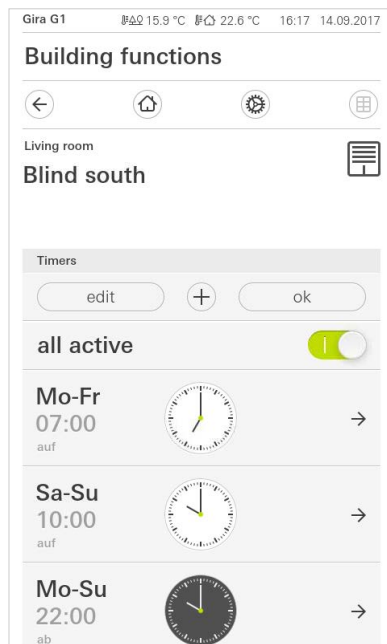 Gira G1 15.9 °C 22.6 °C 16:17 14.09.2017
Building functions
Living room
Blind south
Timers
edit + ok
all active
Mo-Fr
07:00
auf
Sa-Su
10:00
auf
Mo-Su
22:00
ab